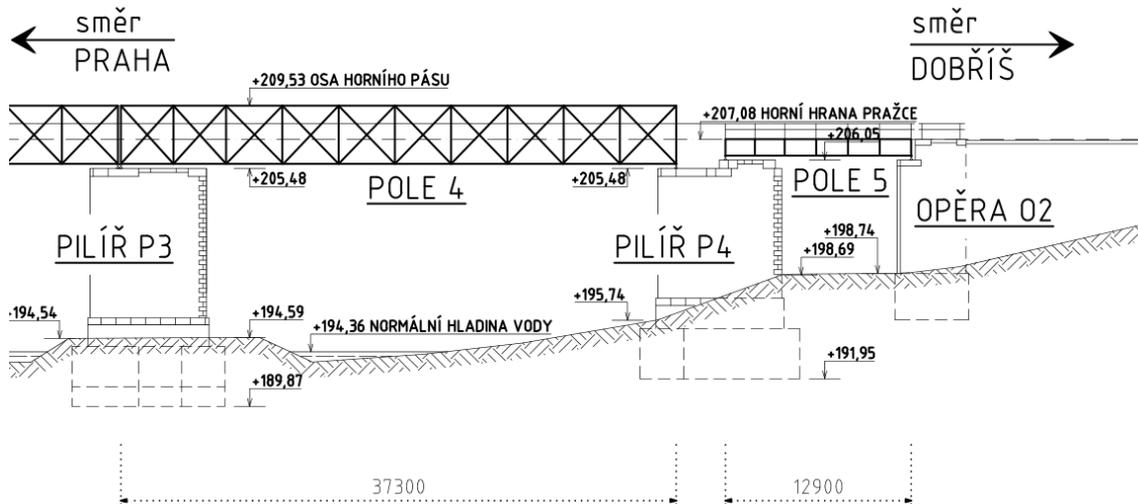 směr
PRAHA
směr
DOBŘÍŠ
+209,53 OSA HORNÍHO PÁSU
+207,08 HORNÍ HRANA PRAŽCE
+206,05
+205,48
POLE 4
+205,48
POLE 5
OPĚRA O2
PILÍŘ P3
PILÍŘ P4
+198,74
+198,69
+194,54
+194,59
+194,36 NORMÁLNÍ HLADINA VODY
+195,74
+191,95
+189,87
37300
12900